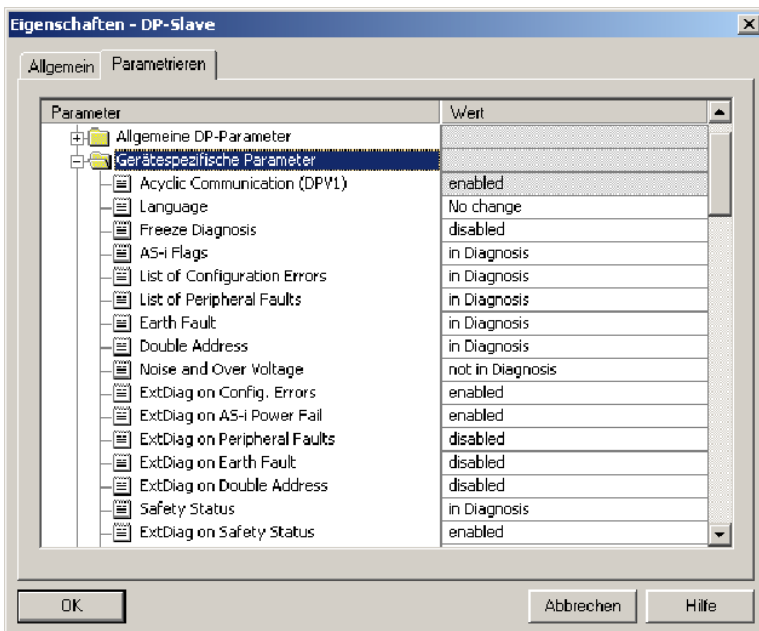 Eigenschaften - DP-Slave
Allgemein Parametrieren
Parameter Wert
Allgemeine DP-Parameter
Gerätespezifische Parameter
Acyclic Communication (DPV1) enabled
Language No change
Freeze Diagnosis disabled
AS-i Flags in Diagnosis
List of Configuration Errors in Diagnosis
List of Peripheral Faults in Diagnosis
Earth Fault in Diagnosis
Double Address in Diagnosis
Noise and Over Voltage not in Diagnosis
ExtDiag on Config. Errors enabled
ExtDiag on AS-i Power Fail enabled
ExtDiag on Peripheral Faults disabled
ExtDiag on Earth Fault disabled
ExtDiag on Double Address disabled
Safety Status in Diagnosis
ExtDiag on Safety Status enabled
OK Abbrechen Hilfe